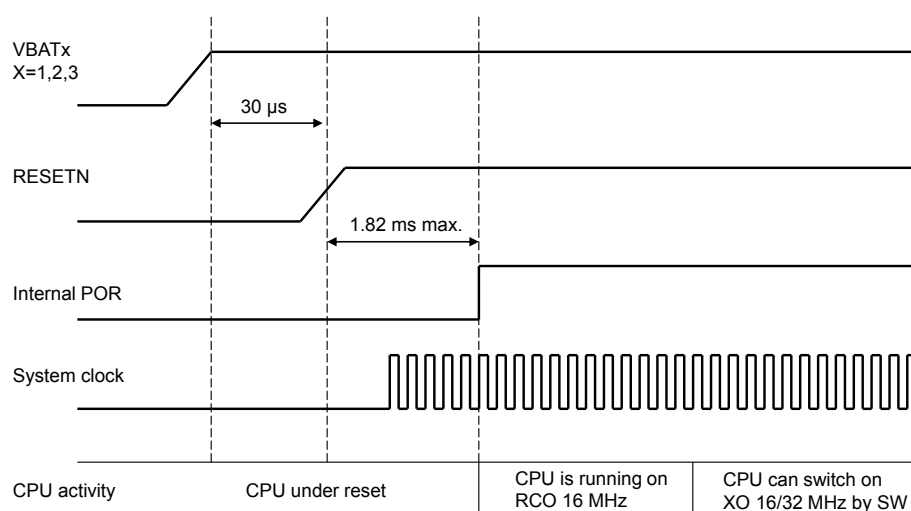 VBATx
X=1,2,3
30 µs
RESETN
1.82 ms max.
Internal POR
System clock
CPU activity
CPU under reset
CPU is running on
RCO 16 MHz
CPU can switch on
XO 16/32 MHz by SW